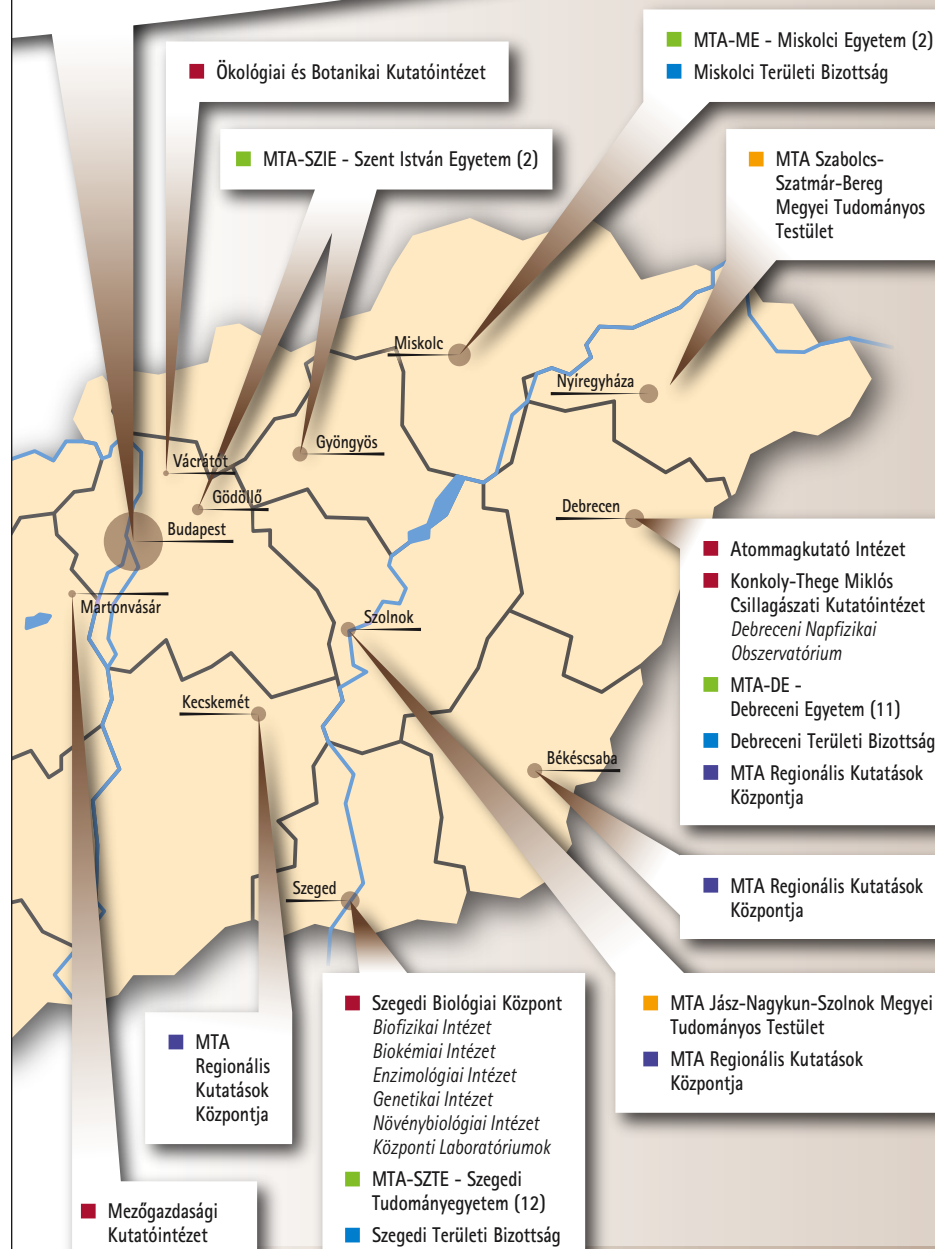 Ökológiai és Botanikai Kutatóintézet
MTA-ME - Miskolci Egyetem (2)
Miskolci Területi Bizottság
MTA-SZIE - Szent István Egyetem (2)
MTA Szabolcs-
Szatmár-Bereg
Megyei Tudományos
Testület
Miskolc
Nyíregyháza
Gyöngyös
Vácrátót
Gödöllő
Debrecen
Budapest
Martonvásár
Szolnok
Kecskemét
Békéscsaba
Szeged
Atommagkutató Intézet
Konkoly-Thege Miklós
Csillagászati Kutatóintézet
Debreceni Napfizikai
Obszervatórium
MTA-DE -
Debreceni Egyetem (11)
Debreceni Területi Bizottság
MTA Regionális Kutatások
Központja
MTA Regionális Kutatások
Központja
MTA Jász-Nagykun-Szolnok Megyei
Tudományos Testület
MTA Regionális Kutatások
Központja
MTA
Regionális
Kutatások
Központja
Szegedi Biológiai Központ
Biofizikai Intézet
Biokémiai Intézet
Enzimológiai Intézet
Genetikai Intézet
Növénybiológiai Intézet
Központi Laboratóriumok
MTA-SZTE - Szegedi
Tudományegyetem (12)
Szegedi Területi Bizottság
Mezőgazdasági
Kutatóintézet